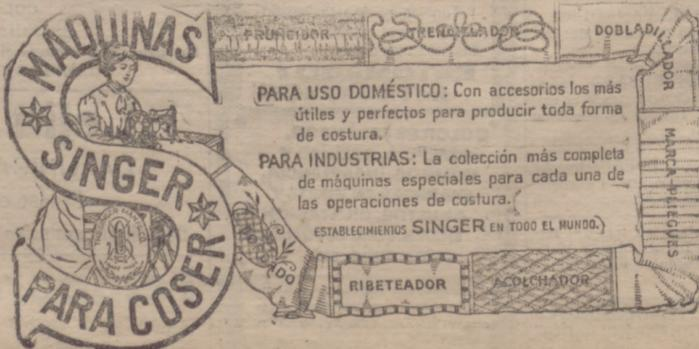 MÁQUINAS
SINGER
PARA COSER
FRUNCIDOR
TRENCILLADOR
DOBLADILLADOR
PARA USO DOMÉSTICO: Con accesorios los más
útiles y perfectos para producir toda forma
de costura.
PARA INDUSTRIAS: La colección más completa
de máquinas especiales para cada una de
las operaciones de costura.
ESTABLECIMIENTOS SINGER EN TODO EL MUNDO.
MARCA-PLIEGUES
BORDADO
RIBETEADOR
ACOLCHADOR